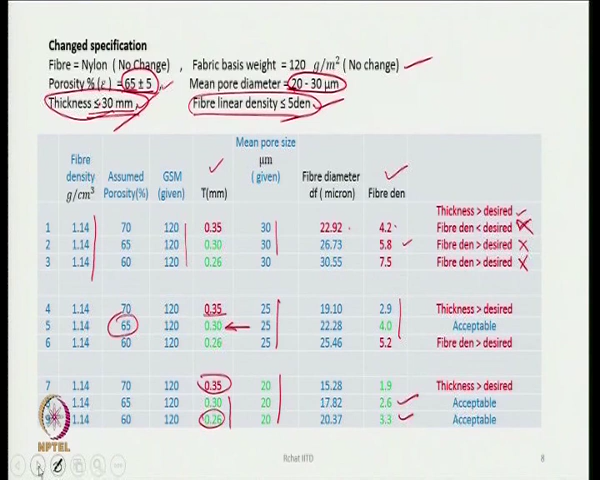 Changed specification
Fibre = Nylon ( No Change) , Fabric basis weight = 120 g/m² ( No change)
Porosity % (ε) = 65 ± 5 , Mean pore diameter = 20 - 30 μm
Thickness ≤ 30 mm, Fibre linear density ≤ 5den
Fibre density g/cm³ Assumed Porosity(%) GSM (given) T(mm) Mean pore size μm ( given) Fibre diameter df ( micron) Fibre den
Thickness > desired
1 1.14 70 120 0.35 30 22.92 4.2 Fibre den < desired
2 1.14 65 120 0.30 30 26.73 5.8 Fibre den > desired
3 1.14 60 120 0.26 30 30.55 7.5 Fibre den > desired
4 1.14 70 120 0.35 25 19.10 2.9 Thickness > desired
5 1.14 65 120 0.30 25 22.28 4.0 Acceptable
6 1.14 60 120 0.26 25 25.46 5.2 Fibre den > desired
7 1.14 70 120 0.35 20 15.28 1.9 Thickness > desired
1.14 65 120 0.30 20 17.82 2.6 Acceptable
1.14 60 120 0.26 20 20.37 3.3 Acceptable
NPTEL
Rchat IITD
8